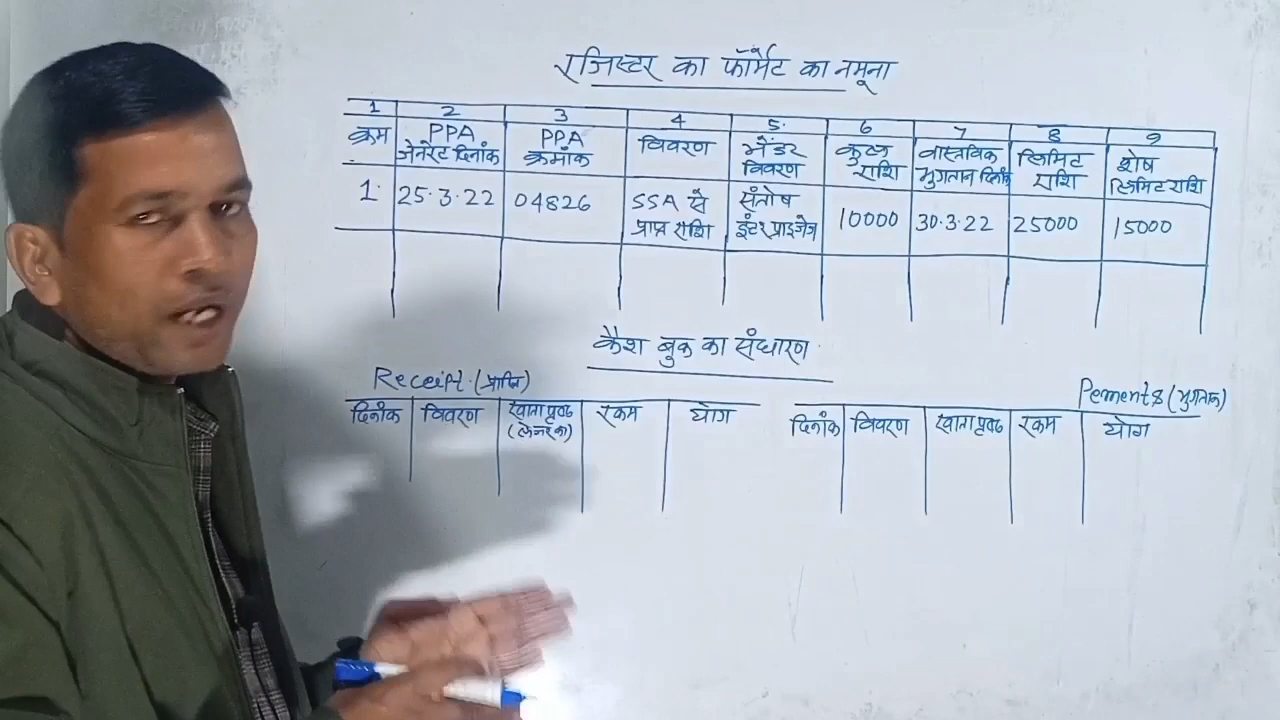 रजिस्टर का फॉर्मेट का नमूना
1 2 3 4 5. 6 7 8 9
क्रम PPA जेनरेट दिनांक PPA क्रमांक विवरण भेंडर विवरण कुल राशि वास्तविक भुगतान दिनांक लिमिट राशि शेष लिमिट राशि
1. 25.3.22 04826 SSA से प्राप्त राशि संतोष इंटरप्राइजेज 10000 30.3.22 25000 15000
कैश बुक का संधारण
Receipt.(प्राप्ति) Pements(भुगतान)
दिनांक विवरण खाता पृष्ठ (लेजर का) रकम योग दिनांक विवरण खाता पृष्ठ रकम योग